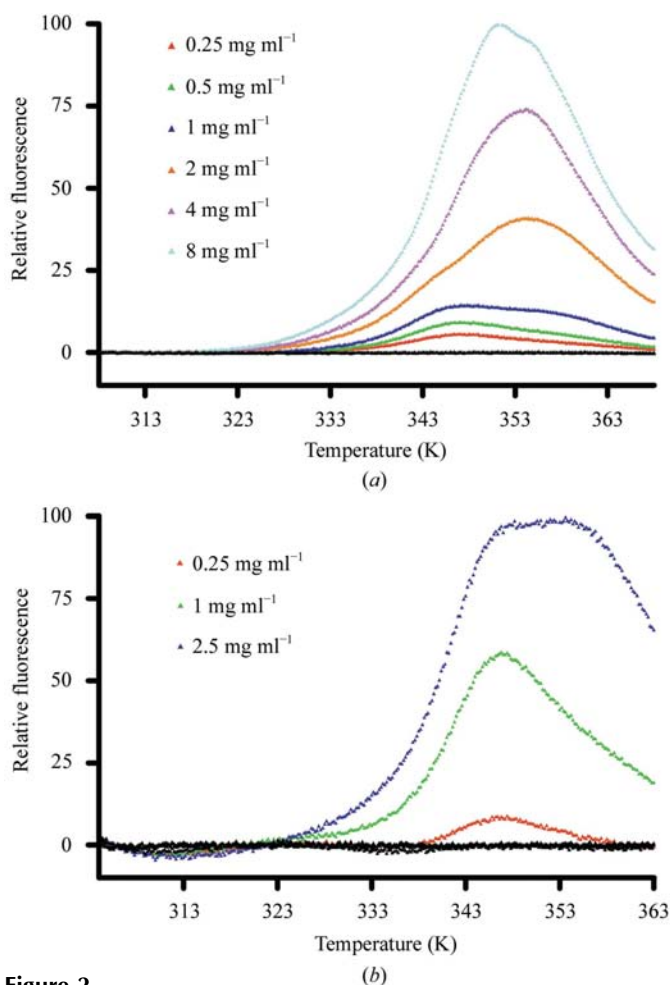 100
75
50
25
0
Relative fluorescence
0.25 mg ml⁻¹
0.5 mg ml⁻¹
1 mg ml⁻¹
2 mg ml⁻¹
4 mg ml⁻¹
8 mg ml⁻¹
313 323 333 343 353 363
Temperature (K)
(a)
100
75
50
25
0
Relative fluorescence
0.25 mg ml⁻¹
1 mg ml⁻¹
2.5 mg ml⁻¹
313 323 333 343 353 363
Temperature (K)
(b)
Figure 2